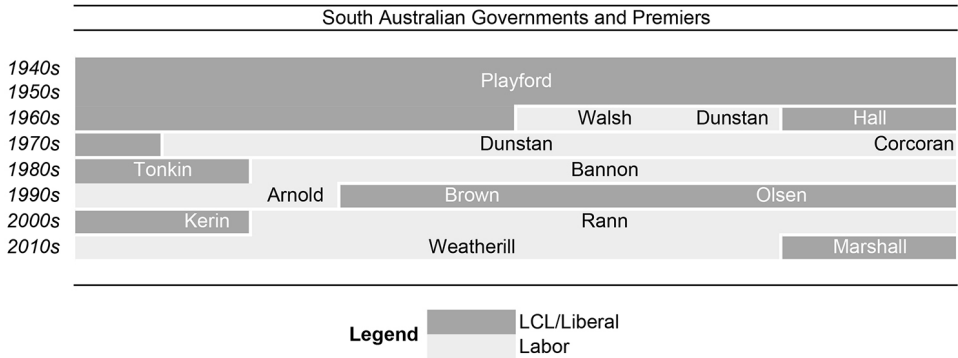 South Australian Governments and Premiers
1940s
Playford
1950s
1960s Walsh Dunstan Hall
1970s Dunstan Corcoran
1980s Tonkin Bannon
1990s Arnold Brown Olsen
2000s Kerin Rann
2010s Weatherill Marshall
Legend
LCL/Liberal
Labor